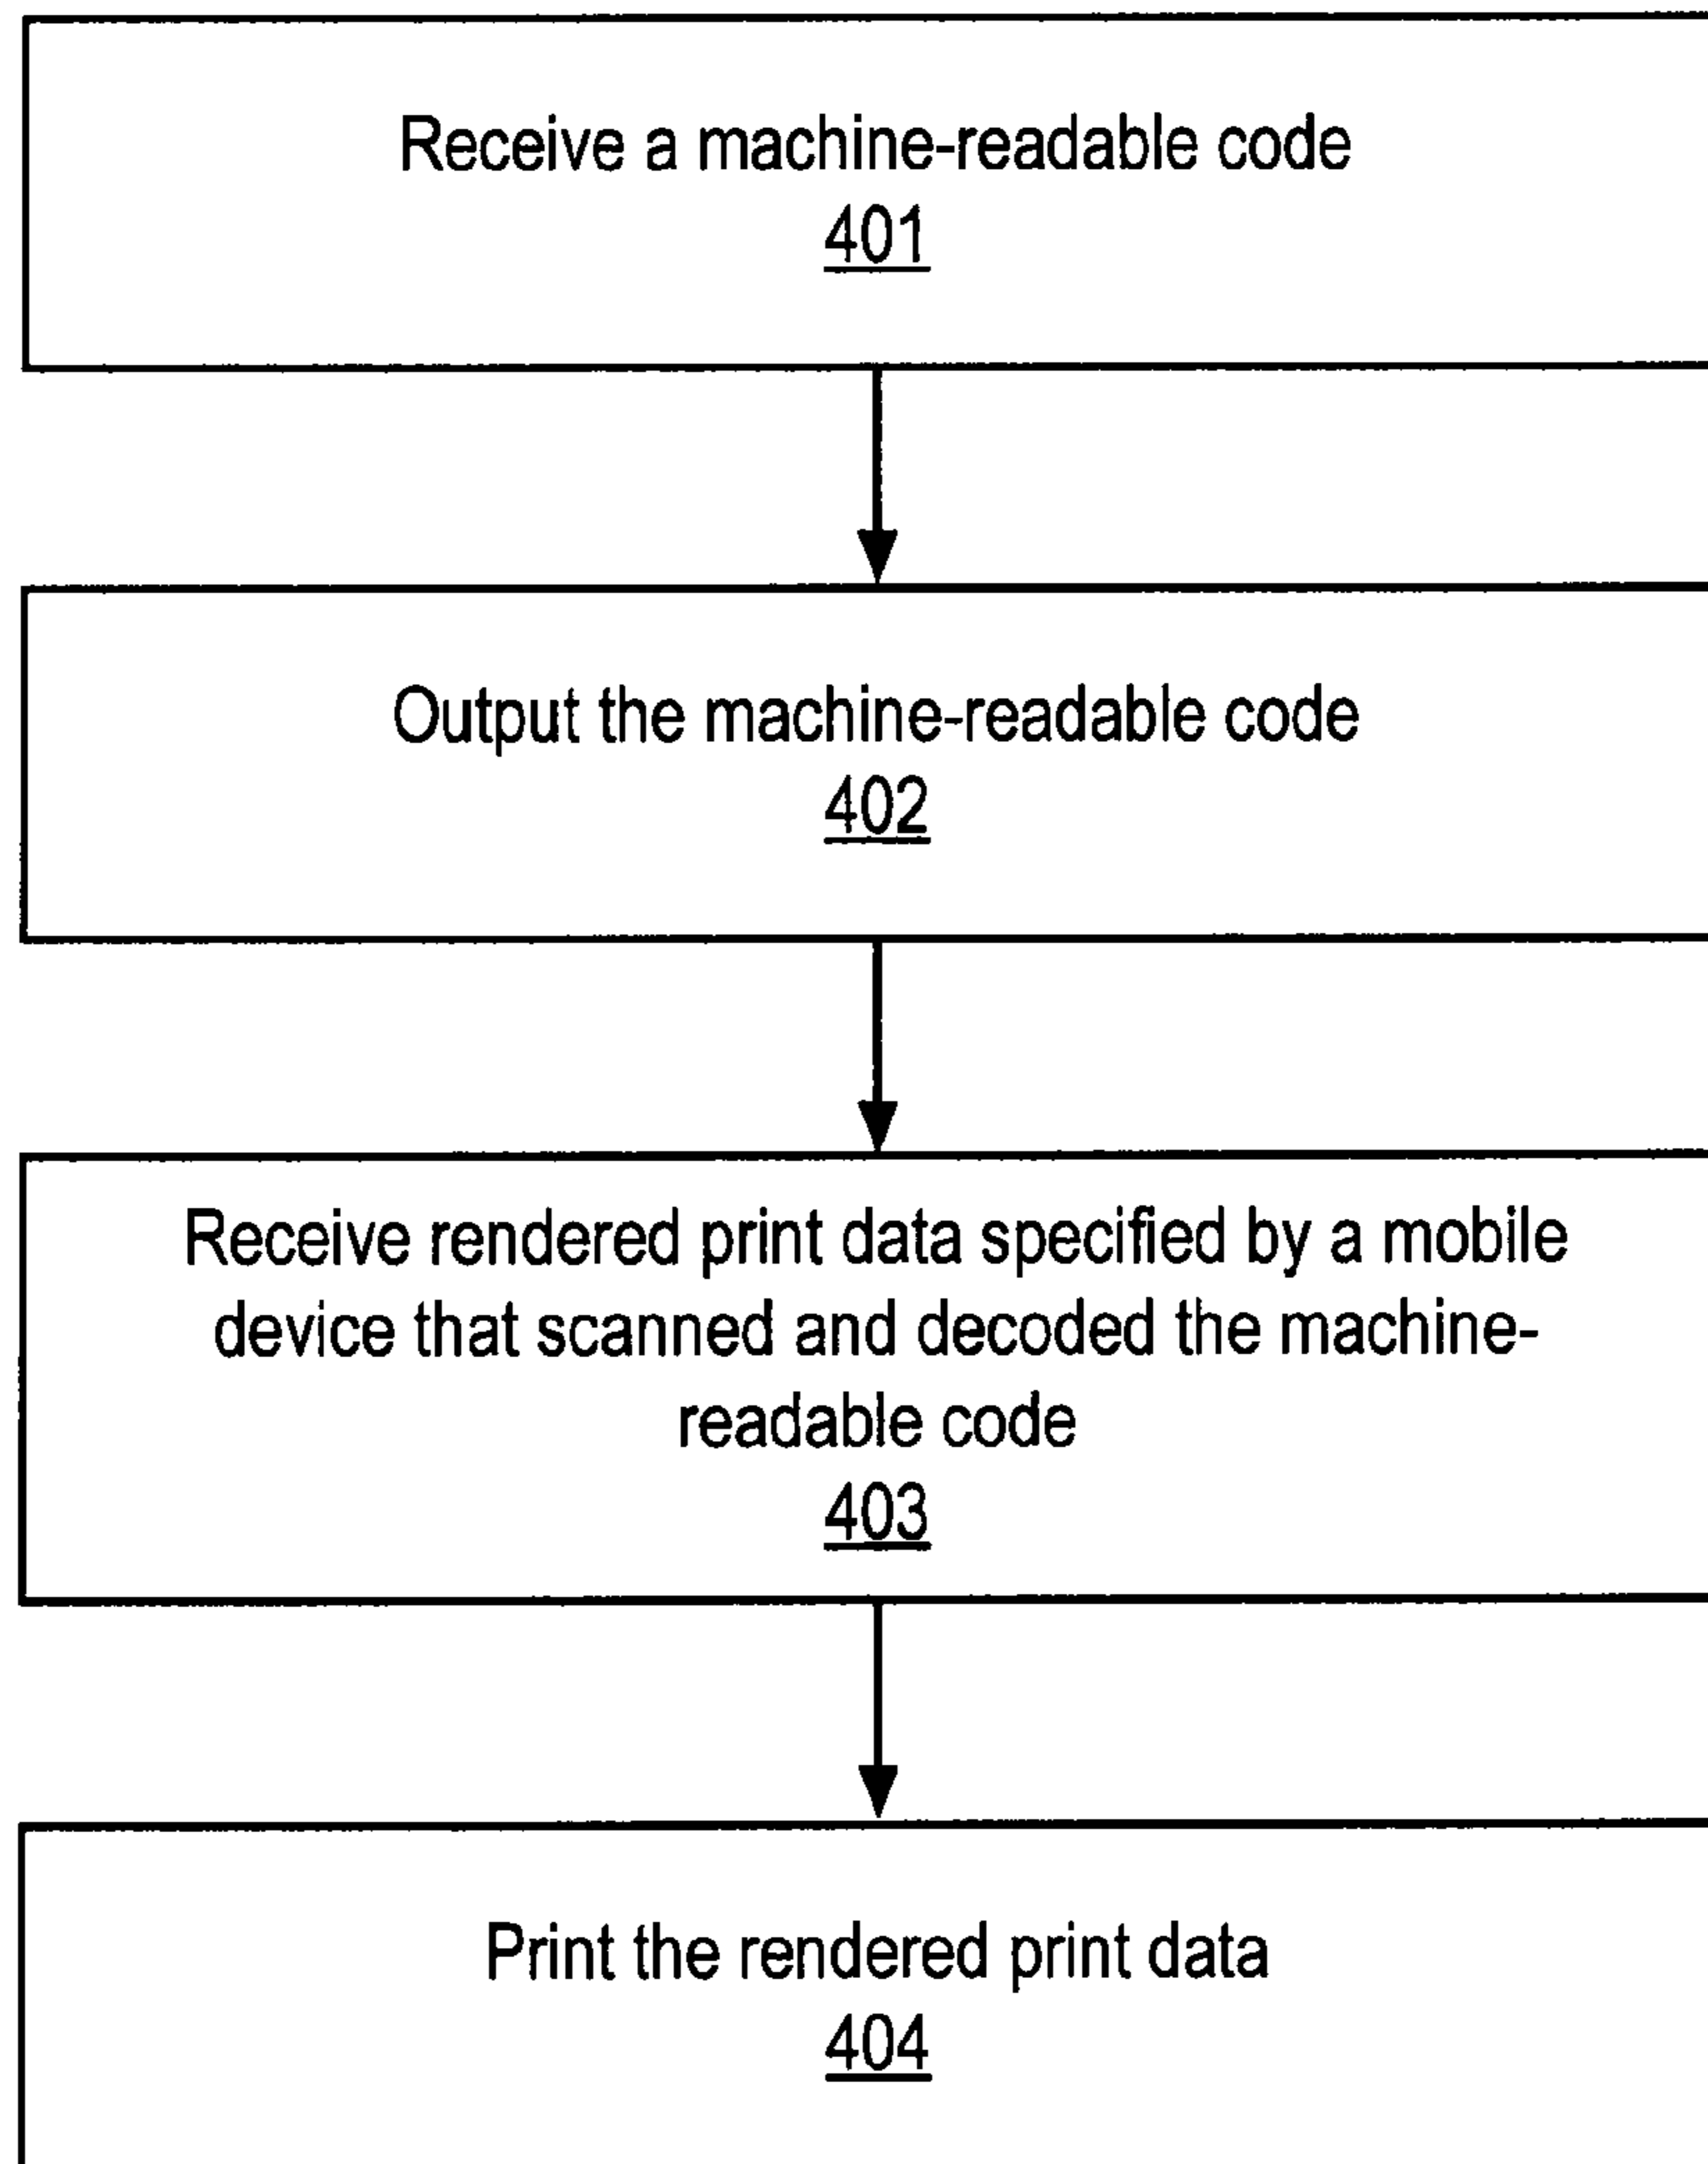 Receive a machine-readable code
401
Output the machine-readable code
402
Receive rendered print data specified by a mobile
device that scanned and decoded the machine-
readable code
403
Print the rendered print data
404